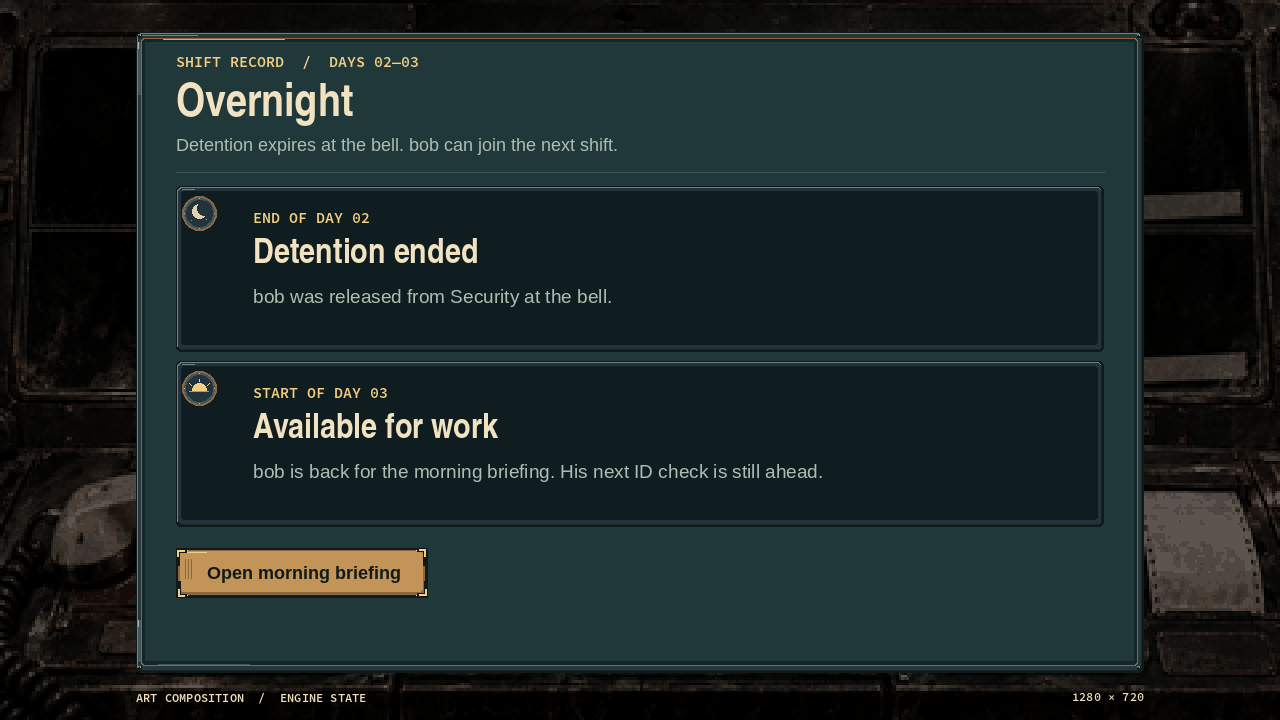 SHIFT RECORD / DAYS 02—03
Overnight
Detention expires at the bell. bob can join the next shift.
END OF DAY 02
Detention ended
bob was released from Security at the bell.
START OF DAY 03
Available for work
bob is back for the morning briefing. His next ID check is still ahead.
Open morning briefing
ART COMPOSITION / ENGINE STATE
1280 × 720